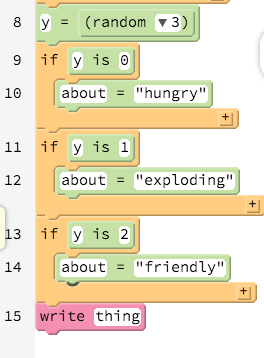 8 y = (random ▼ 3)
9 if y is 0
10 about = "hungry"
+
11 if y is 1
12 about = "exploding"
+
13 if y is 2
14 about = "friendly"
+
15 write thing